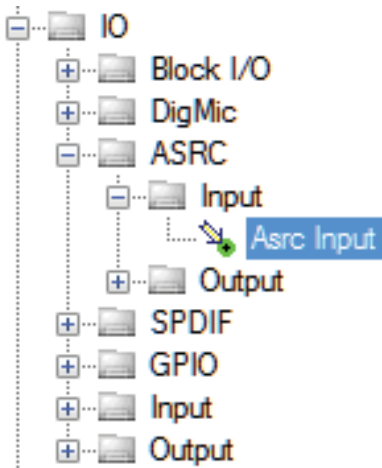 IO
Block I/O
DigMic
ASRC
Input
Asrc Input
Output
SPDIF
GPIO
Input
Output